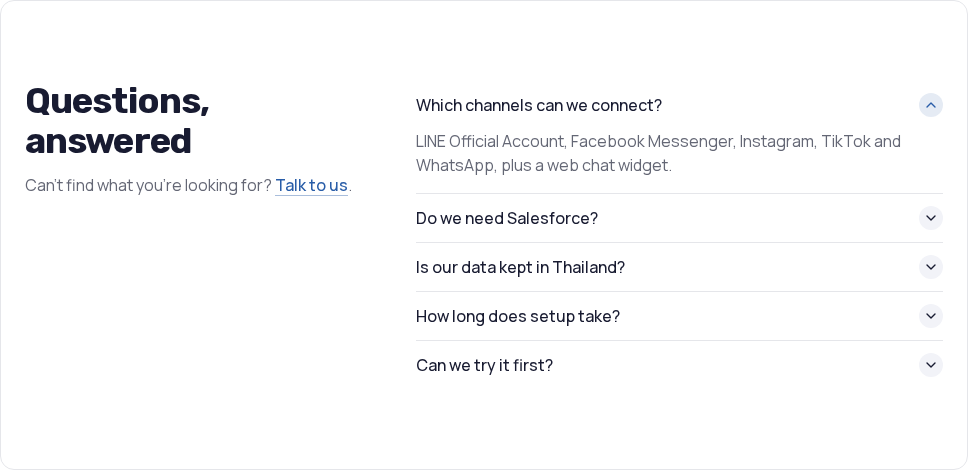 Questions,
answered
Can't find what you're looking for? Talk to us.
Which channels can we connect?
LINE Official Account, Facebook Messenger, Instagram, TikTok and
WhatsApp, plus a web chat widget.
Do we need Salesforce?
Is our data kept in Thailand?
How long does setup take?
Can we try it first?